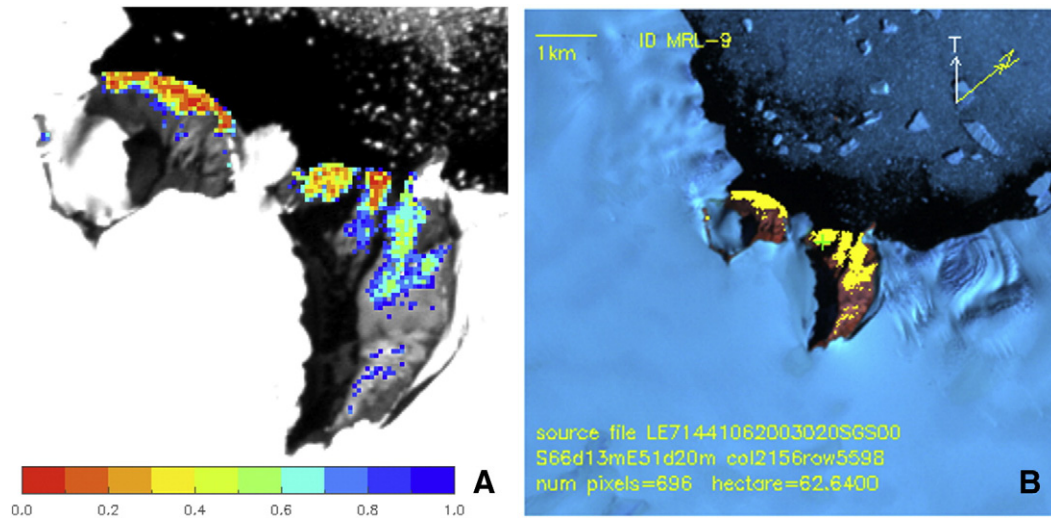 0.0 0.2 0.4 0.6 0.8 1.0
A
1km
ID MRL-9
T
N
source file LE71441062003020SGS00
S66d13mE51d20m col2156row5598
num pixels=696 hectare=62.6400
B